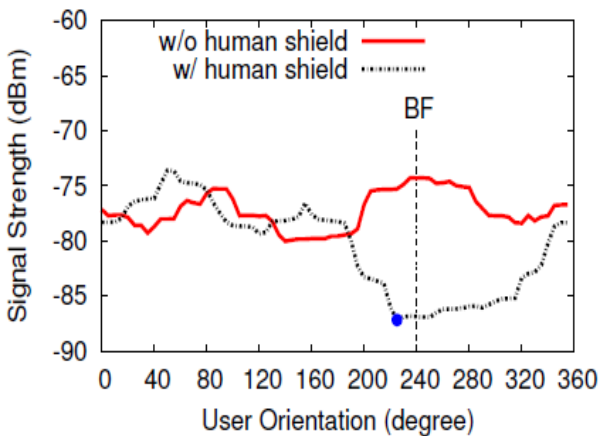 -60
-65
-70
-75
-80
-85
-90
Signal Strength (dBm)
w/o human shield
w/ human shield
BF
0 40 80 120 160 200 240 280 320 360
User Orientation (degree)